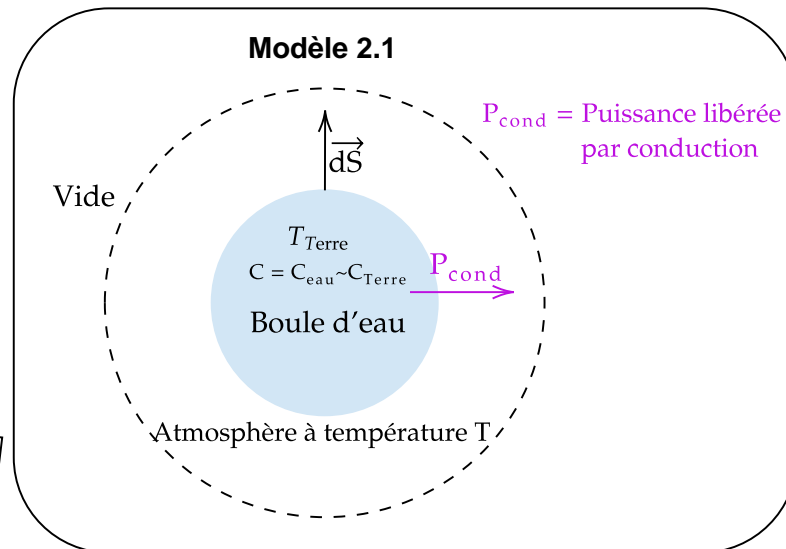 Modèle 2.1
P_cond = Puissance libérée
par conduction
dS
Vide
T_Terre
C = C_eau~C_Terre
P_cond
Boule d'eau
Atmosphère à température T